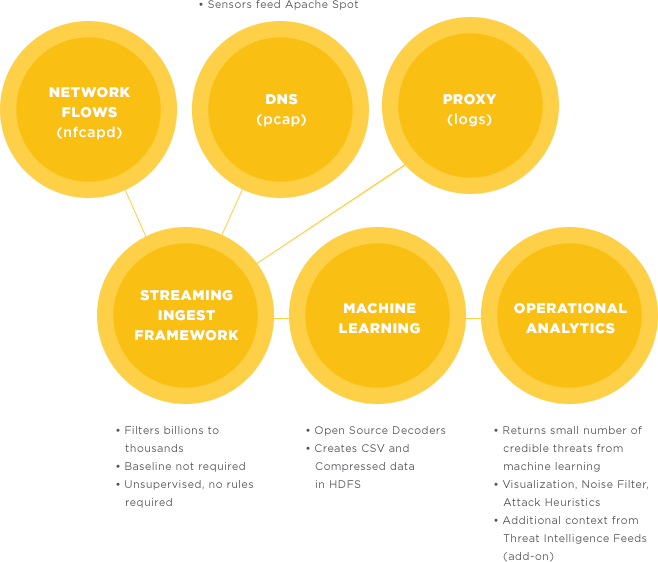 • Sensors feed Apache Spot
NETWORK
FLOWS
(nfcapd)
DNS
(pcap)
PROXY
(logs)
STREAMING
INGEST
FRAMEWORK
MACHINE
LEARNING
OPERATIONAL
ANALYTICS
• Filters billions to
thousands
• Baseline not required
• Unsupervised, no rules
required
• Open Source Decoders
• Creates CSV and
Compressed data
in HDFS
• Returns small number of
credible threats from
machine learning
• Visualization, Noise Filter,
Attack Heuristics
• Additional context from
Threat Intelligence Feeds
(add-on)